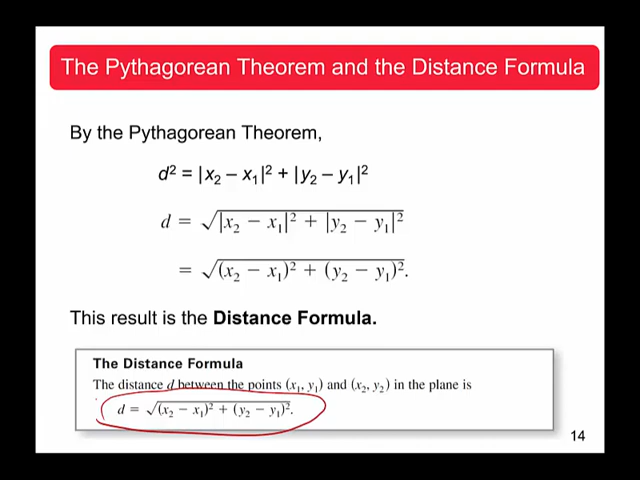 The Pythagorean Theorem and the Distance Formula
By the Pythagorean Theorem,
d² = |x₂ – x₁|² + |y₂ – y₁|²
d = √|x₂ − x₁|² + |y₂ − y₁|²
= √(x₂ − x₁)² + (y₂ − y₁)².
This result is the Distance Formula.
The Distance Formula
The distance d between the points (x₁, y₁) and (x₂, y₂) in the plane is
d = √(x₂ − x₁)² + (y₂ − y₁)².
14